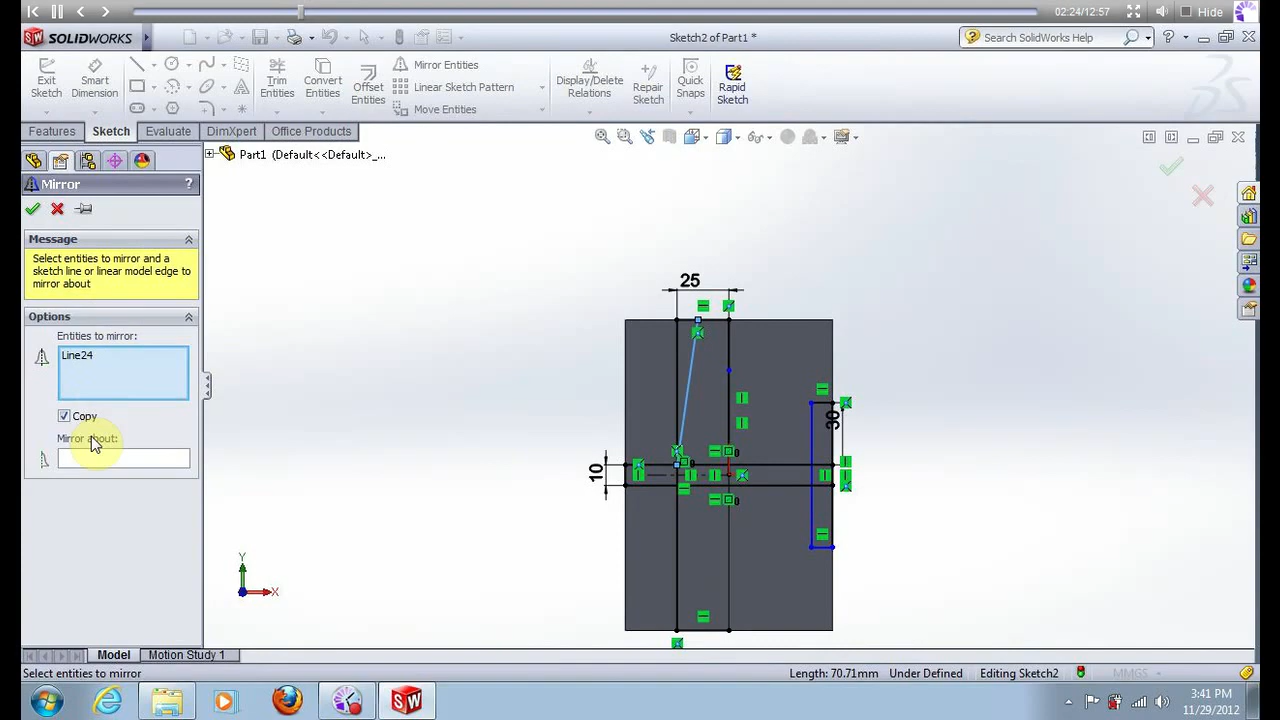 02:24/12:57
Hide
SOLIDWORKS
Sketch2 of Part1 *
Search SolidWorks Help
Exit Sketch
Smart Dimension
Trim Entities
Convert Entities
Offset Entities
Mirror Entities
Linear Sketch Pattern
Move Entities
Display/Delete Relations
Repair Sketch
Quick Snaps
Rapid Sketch
Features
Sketch
Evaluate
DimXpert
Office Products
Part1 (Default<<Default>_...
Mirror
?
Message
Select entities to mirror and a
sketch line or linear model edge to
mirror about
Options
Entities to mirror:
Line24
Copy
Mirror about:
25
30
10
Y
X
Model
Motion Study 1
Select entities to mirror
Length: 70.71mm
Under Defined
Editing Sketch2
MMGS
3:41 PM
11/29/2012